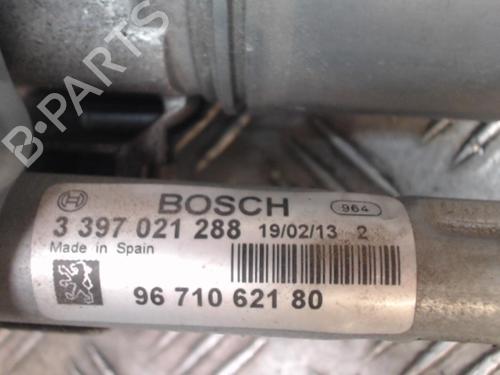 B-PARTS
BOSCH 964
3 397 021 288 19/02/13 2
Made in Spain
96 710 621 80